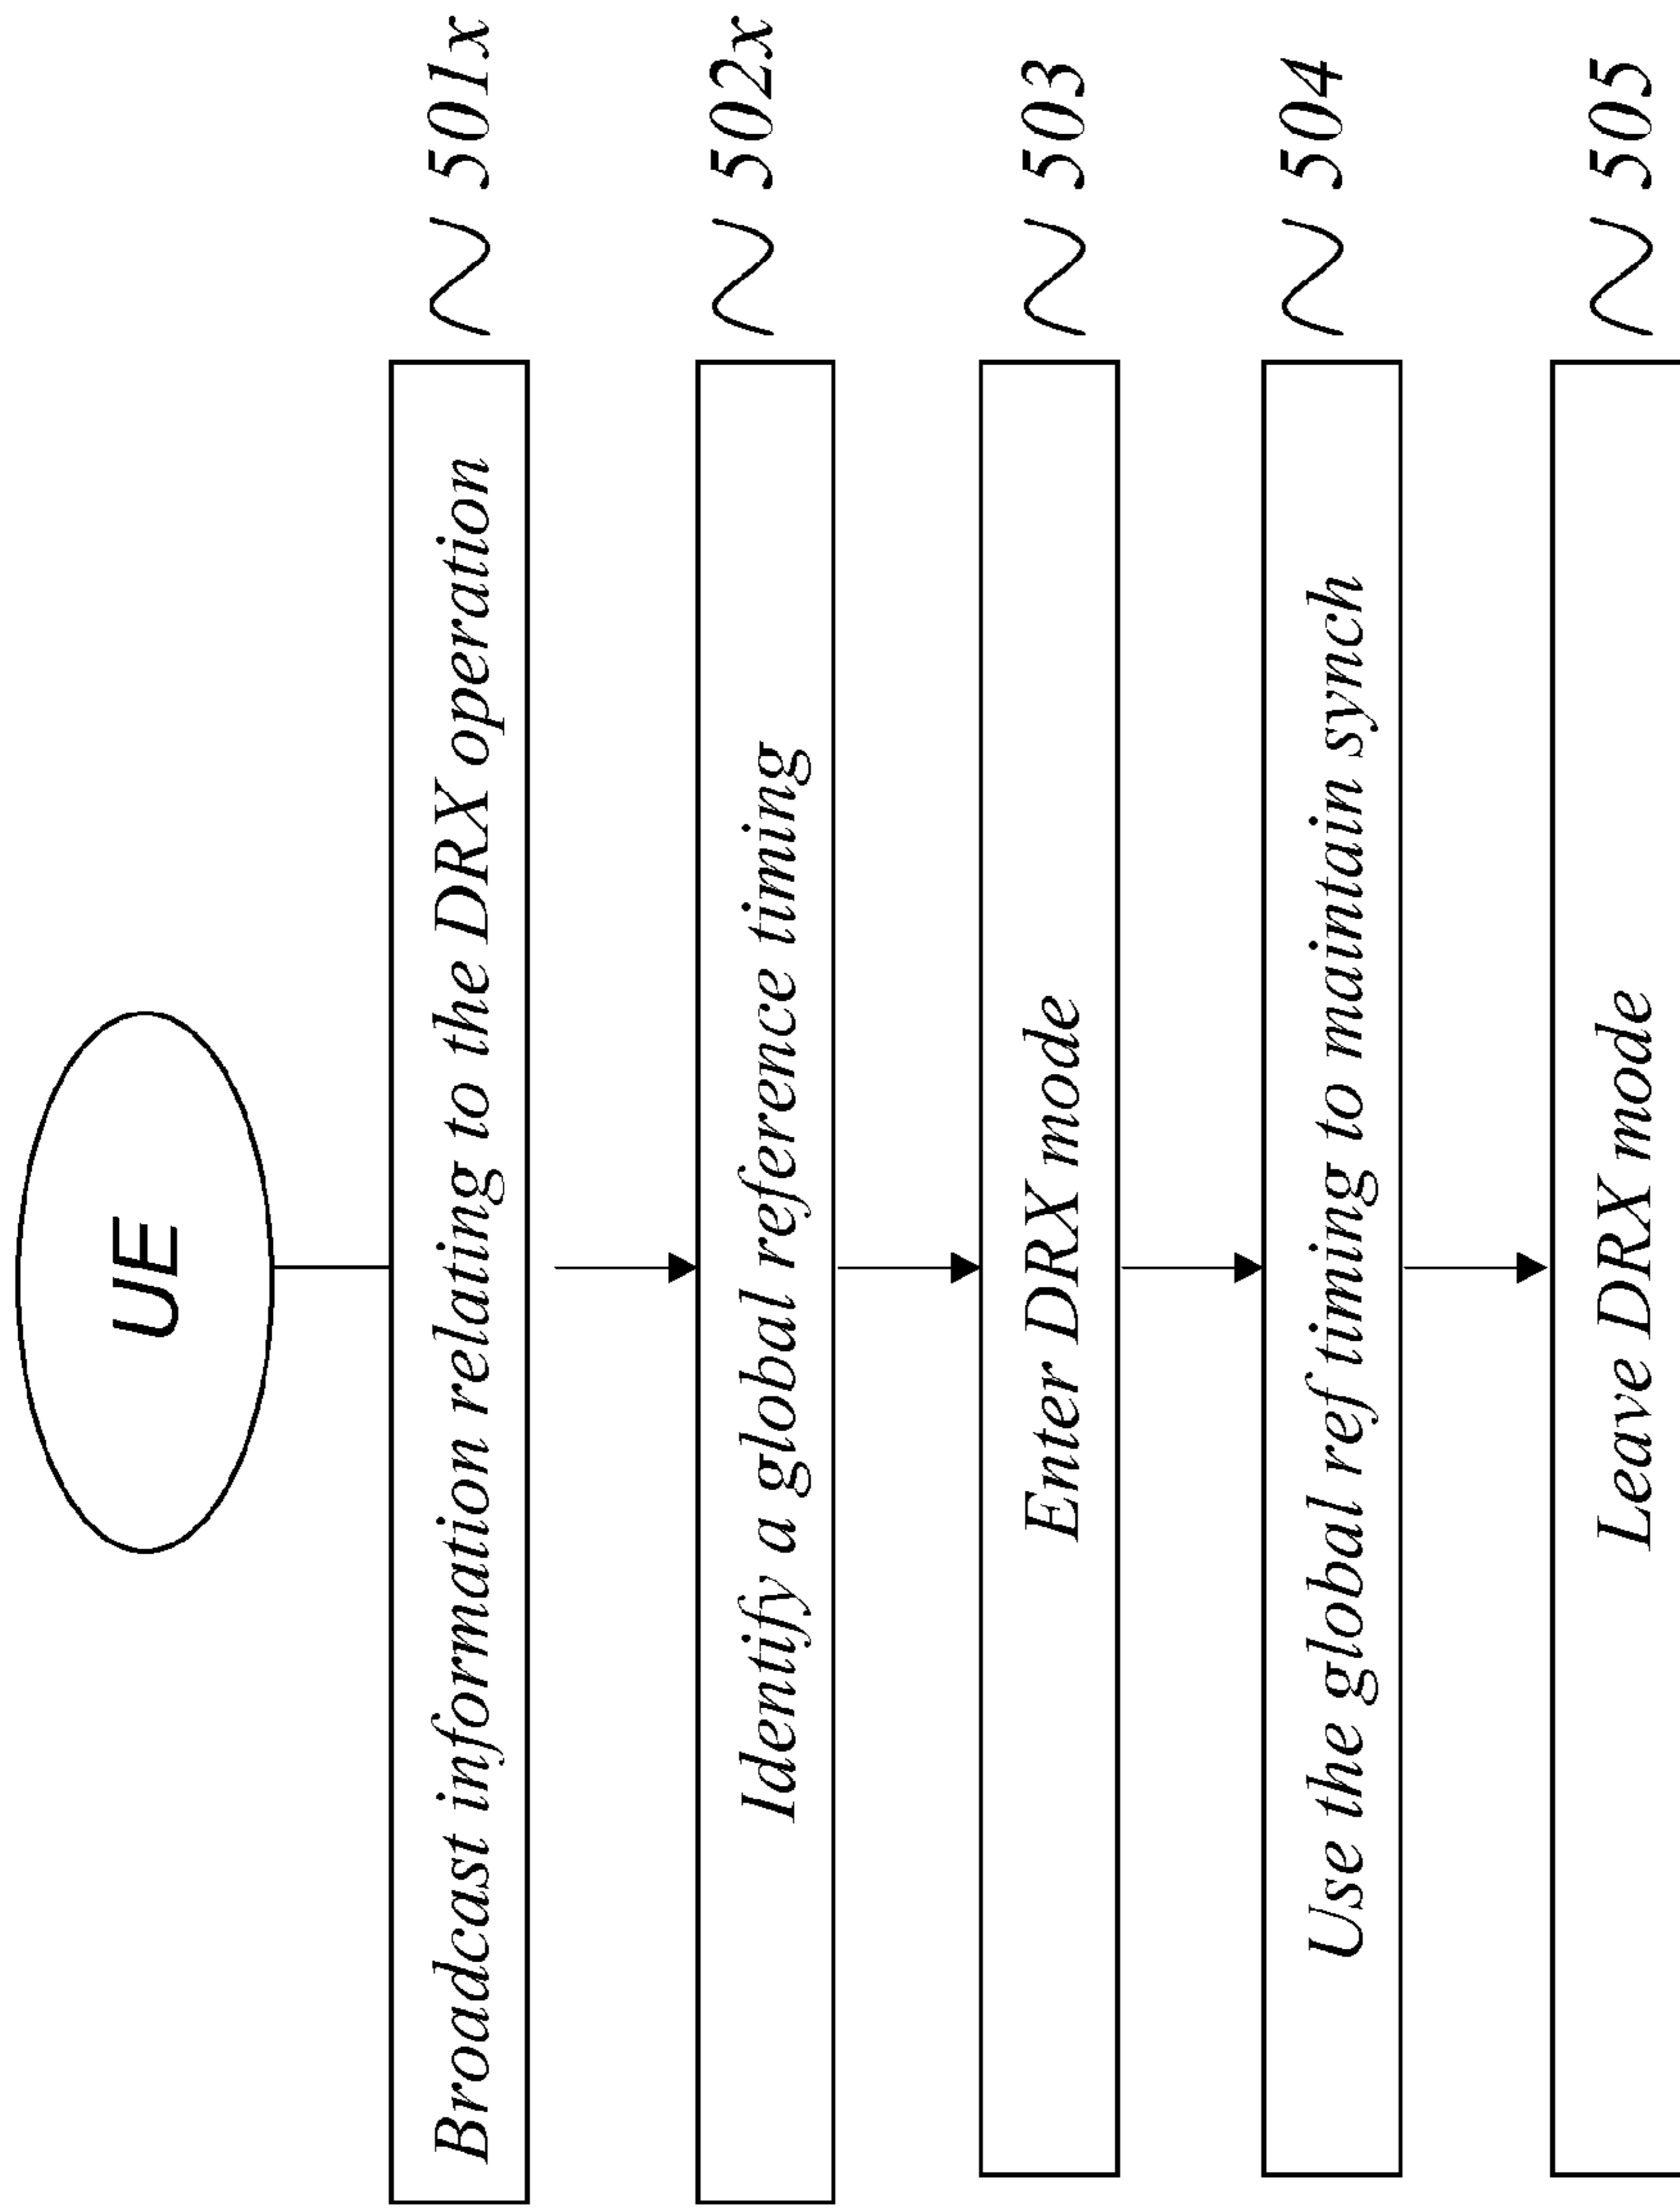 UE
Broadcast information relating to the DRX operation 501x
Identify a global reference timing 502x
Enter DRX mode 503
Use the global ref timing to maintain synch 504
Leave DRX mode 505